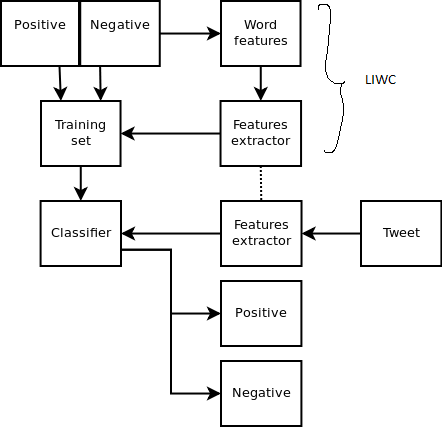 Positive
Negative
Word
features
LIWC
Training
set
Features
extractor
Classifier
Features
extractor
Tweet
Positive
Negative